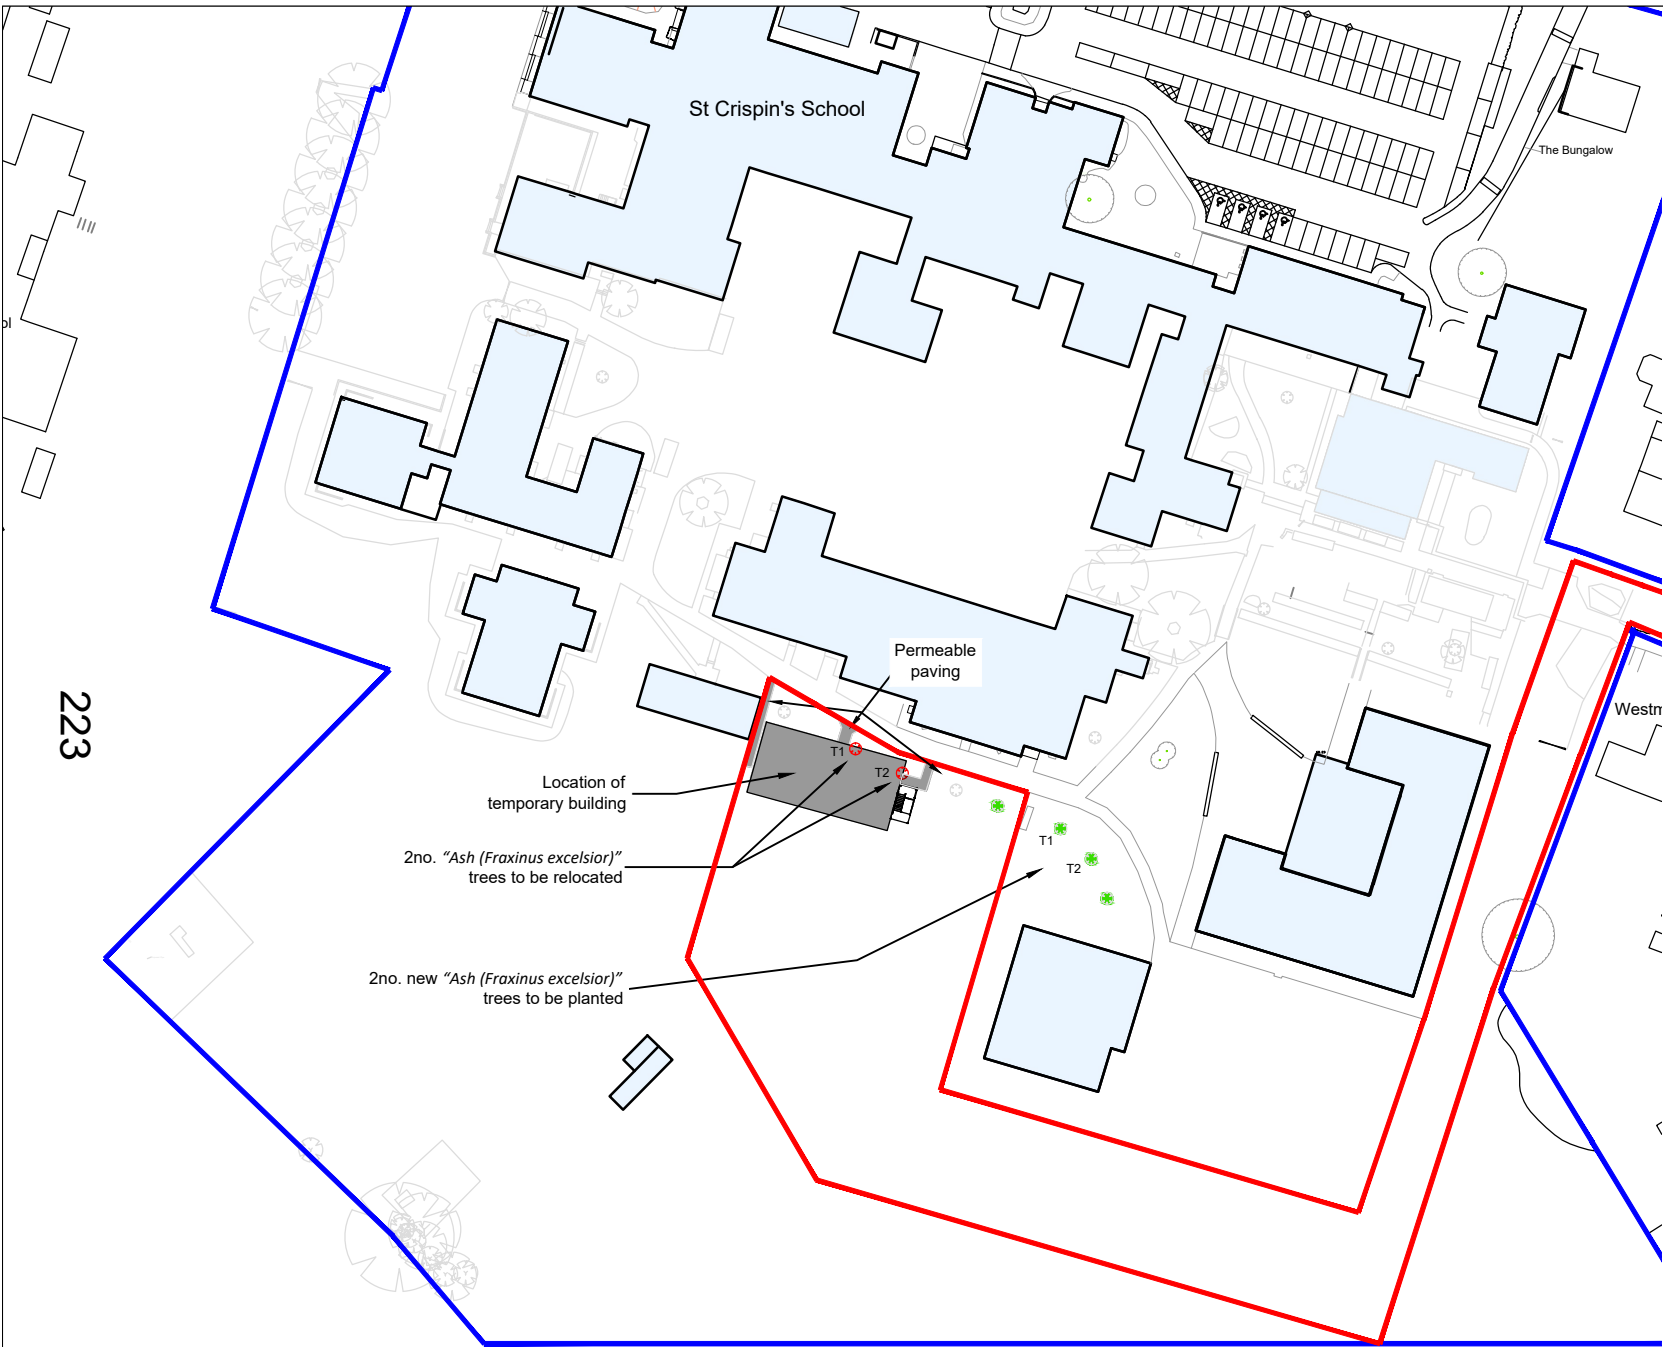 St Crispin's School
The Bungalow
ol
Permeable
paving
223
Westm
T1
T2
Location of
temporary building
T1
T2
2no. “Ash (Fraxinus excelsior)”
trees to be relocated
2no. new “Ash (Fraxinus excelsior)”
trees to be planted